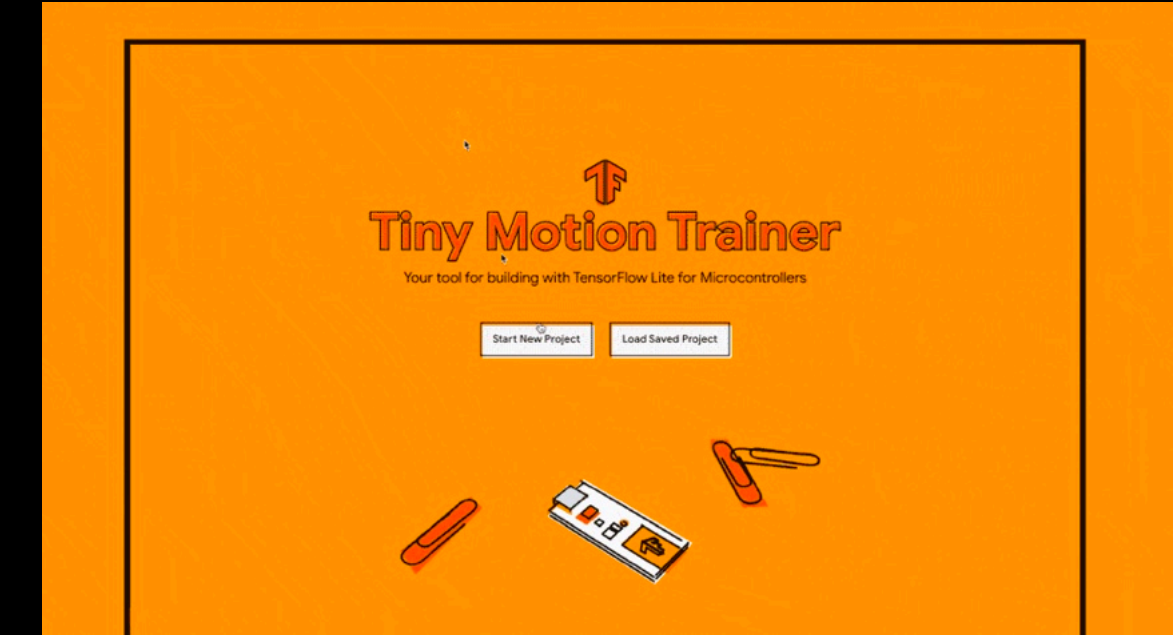 Tiny Motion Trainer
Your tool for building with TensorFlow Lite for Microcontrollers
Start New Project
Load Saved Project